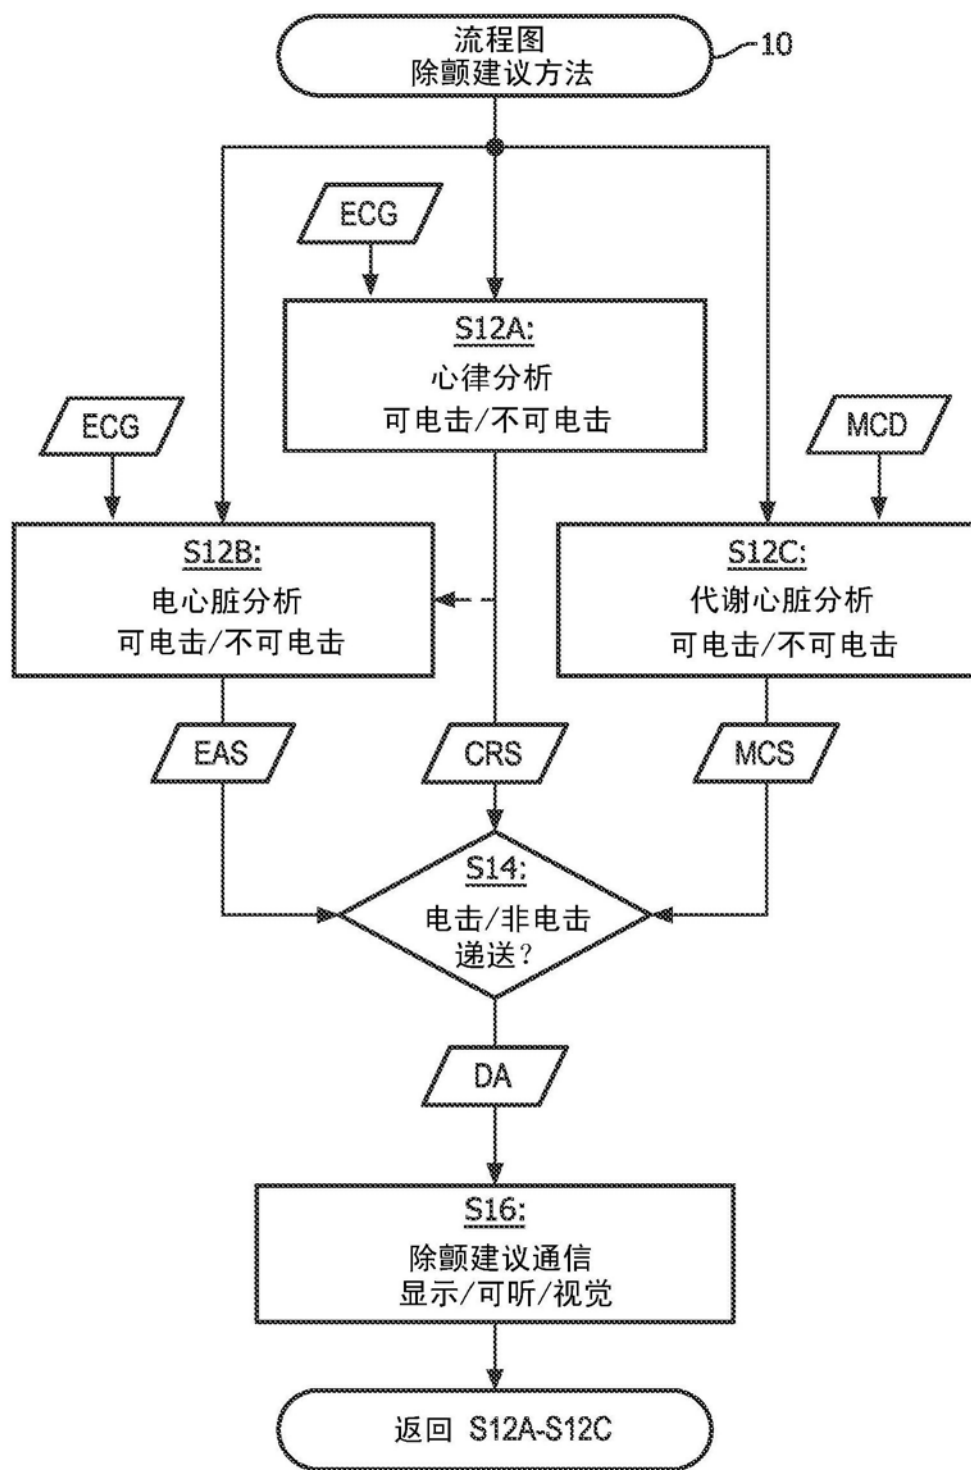 流程图
除颤建议方法
10
ECG
S12A:
心律分析
可电击/不可电击
ECG
MCD
S12B:
电心脏分析
可电击/不可电击
S12C:
代谢心脏分析
可电击/不可电击
EAS
CRS
MCS
S14:
电击/非电击
递送?
DA
S16:
除颤建议通信
显示/可听/视觉
返回 S12A-S12C